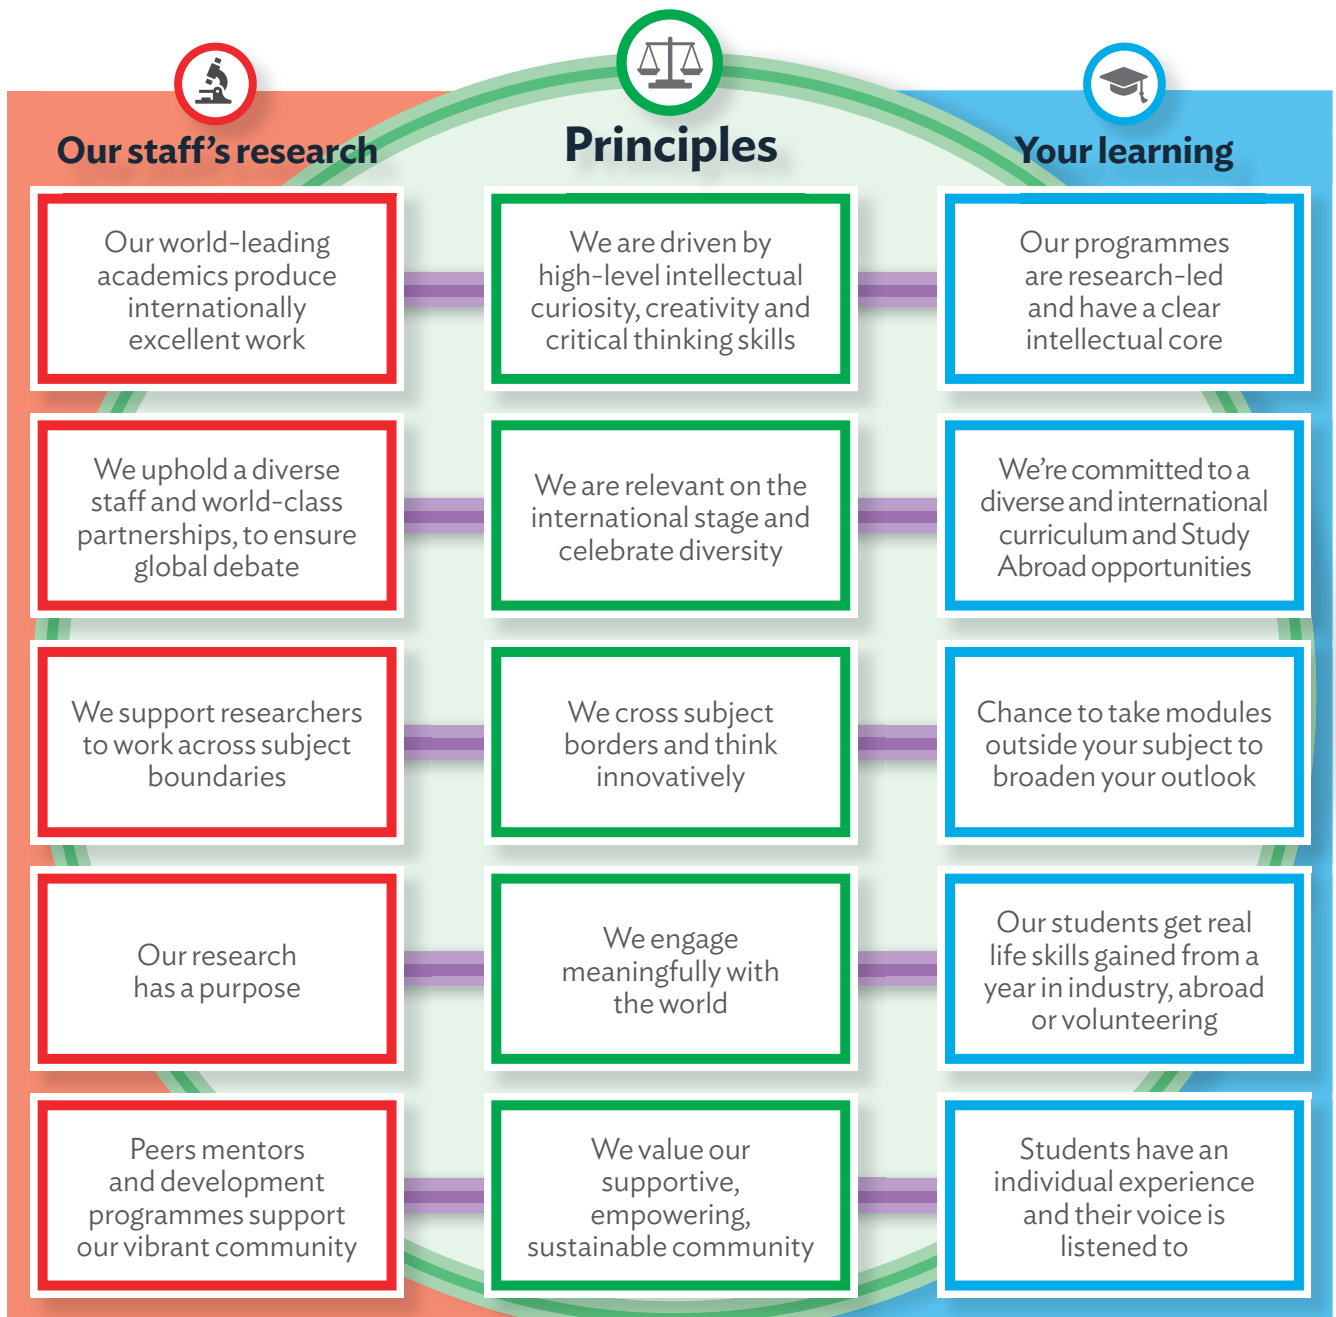 Our staff's research
Principles
Your learning
Our world-leading
academics produce
internationally
excellent work
We are driven by
high-level intellectual
curiosity, creativity and
critical thinking skills
Our programmes
are research-led
and have a clear
intellectual core
We uphold a diverse
staff and world-class
partnerships, to ensure
global debate
We are relevant on the
international stage and
celebrate diversity
We're committed to a
diverse and international
curriculum and Study
Abroad opportunities
We support researchers
to work across subject
boundaries
We cross subject
borders and think
innovatively
Chance to take modules
outside your subject to
broaden your outlook
Our research
has a purpose
We engage
meaningfully with
the world
Our students get real
life skills gained from a
year in industry, abroad
or volunteering
Peers mentors
and development
programmes support
our vibrant community
We value our
supportive,
empowering,
sustainable community
Students have an
individual experience
and their voice is
listened to